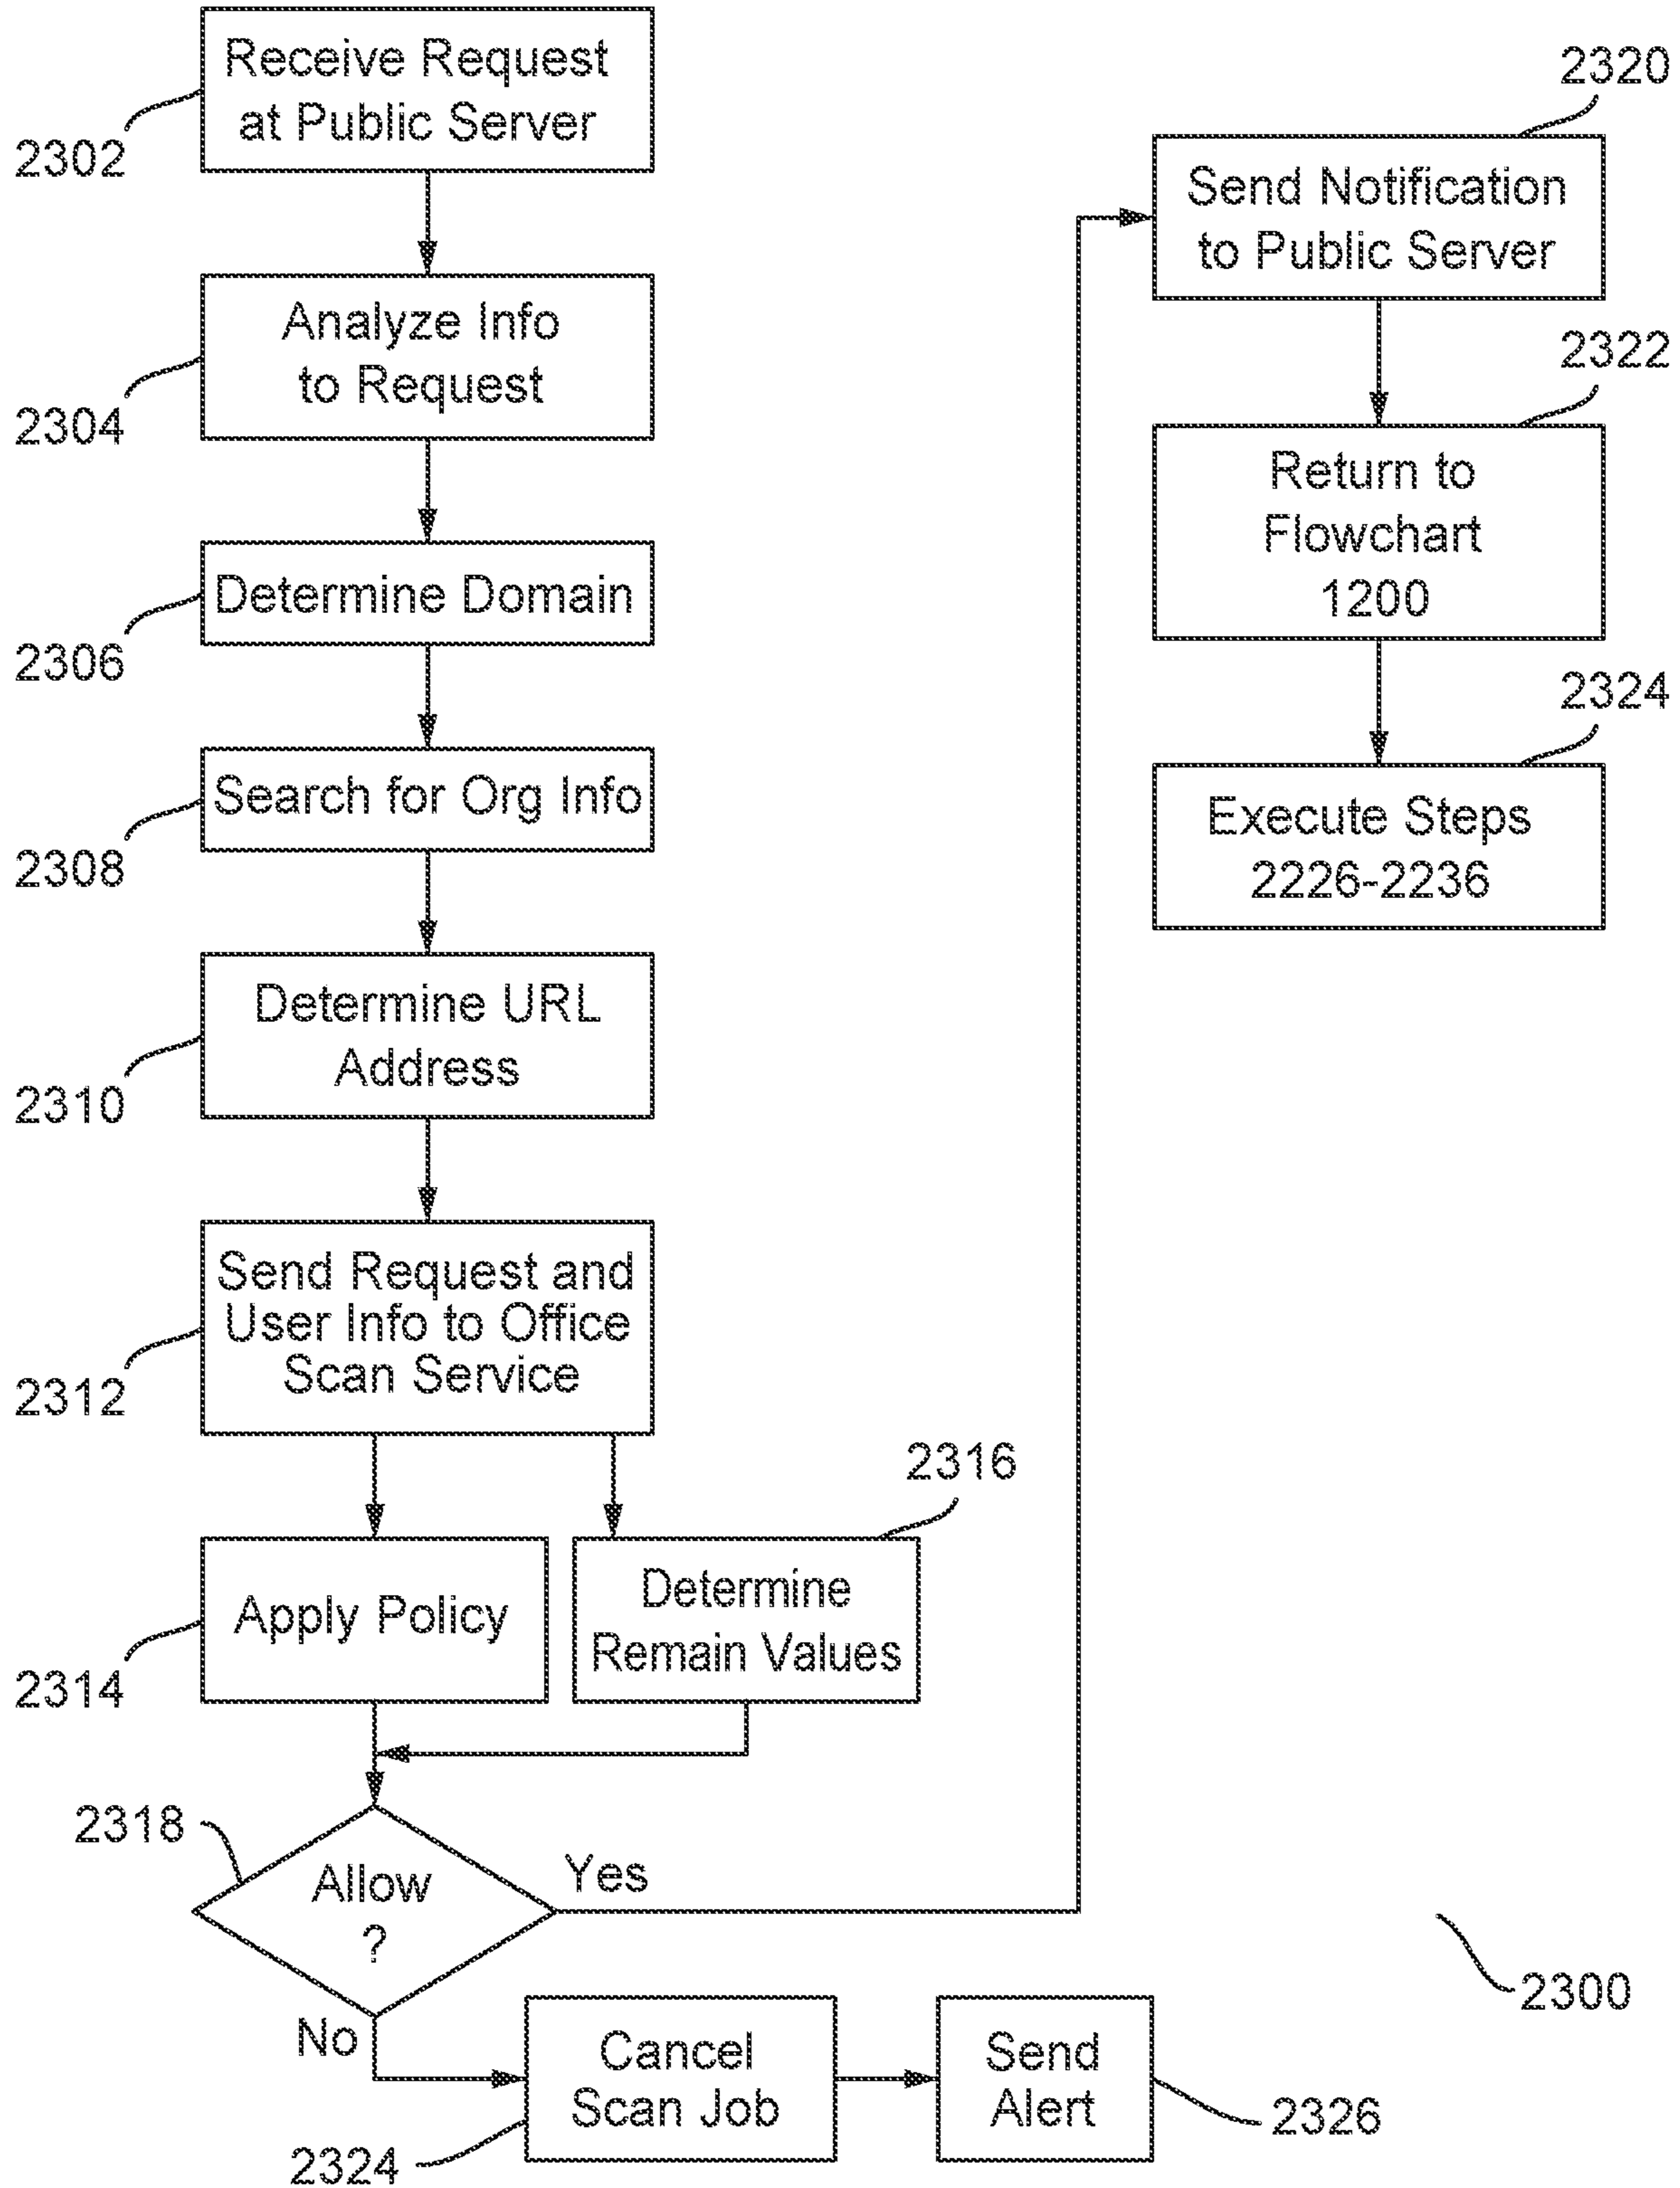 Receive Request
at Public Server
2302
Analyze Info
to Request
2304
Determine Domain
2306
Search for Org Info
2308
Determine URL
Address
2310
Send Request and
User Info to Office
Scan Service
2312
Apply Policy
2314
Determine
Remain Values
2316
Allow
?
2318
Yes
No
Cancel
Scan Job
2324
Send
Alert
2326
2320
Send Notification
to Public Server
2322
Return to
Flowchart
1200
2324
Execute Steps
2226-2236
2300